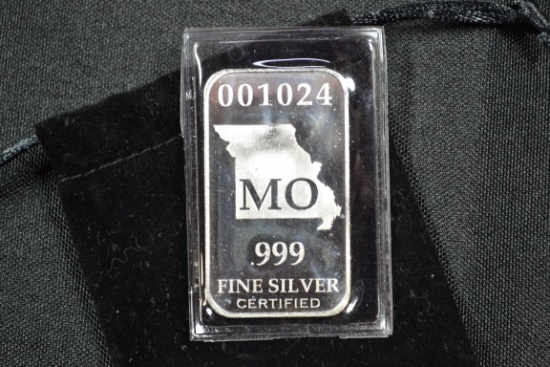 001024
MO
.999
FINE SILVER
CERTIFIED